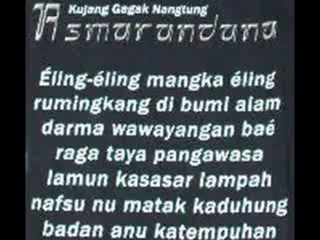 Kujang Gagak Nangtung
Asmarandana
Éling-éling mangka éling
rumingkang di bumi alam
darma wawayangan baé
raga taya pangawasa
lamun kasasar lampah
nafsu nu matak kaduhung
badan anu katempuhan